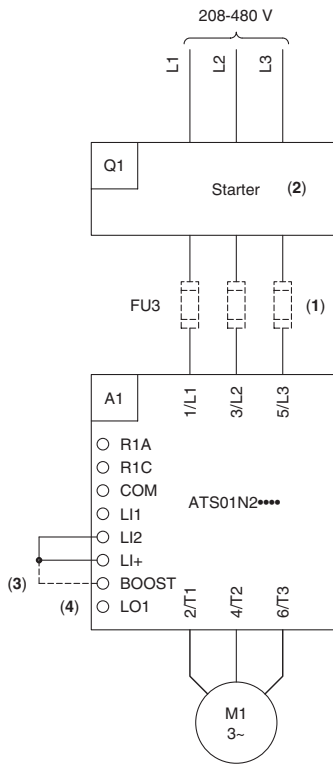 208-480 V
L1
L2
L3
Q1
Starter (2)
FU3
(1)
A1
1/L1
3/L2
5/L3
R1A
R1C
COM
ATS01N2••••
LI1
LI2
LI+
(3)
BOOST
(4)
LO1
2/T1
4/T2
6/T3
M1
3~